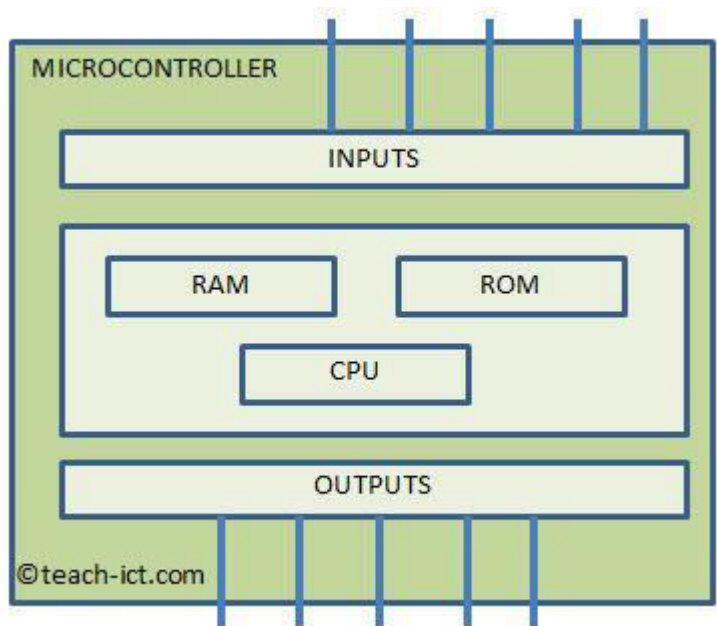 MICROCONTROLLER
INPUTS
RAM ROM
CPU
OUTPUTS
©teach-ict.com